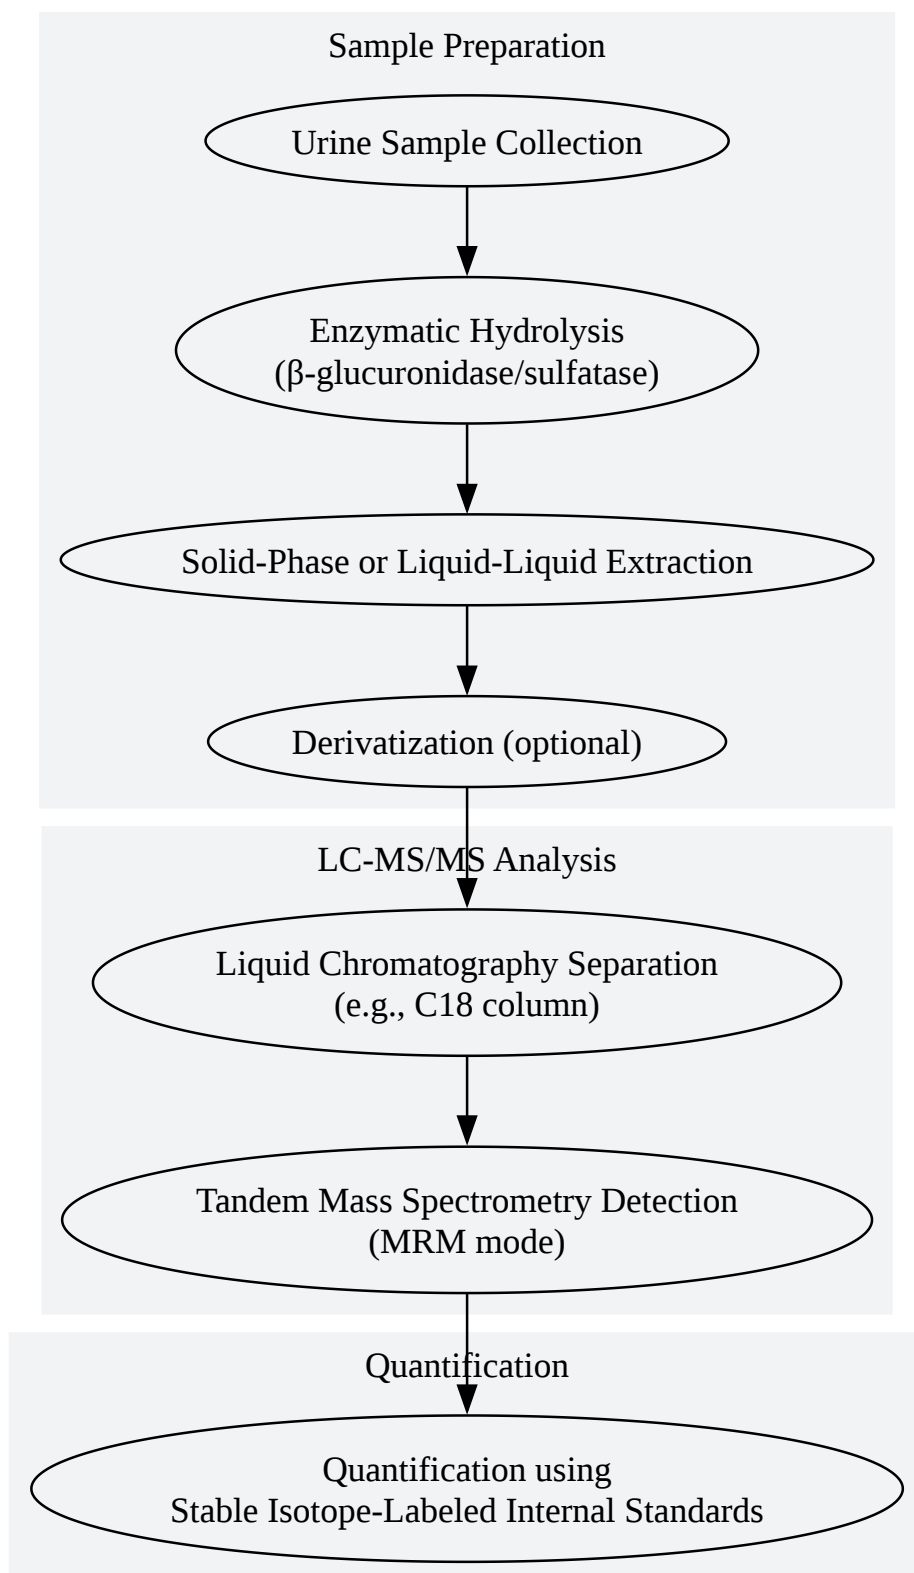 Sample Preparation
Urine Sample Collection
Enzymatic Hydrolysis
(β-glucuronidase/sulfatase)
Solid-Phase or Liquid-Liquid Extraction
Derivatization (optional)
LC-MS/MS Analysis
Liquid Chromatography Separation
(e.g., C18 column)
Tandem Mass Spectrometry Detection
(MRM mode)
Quantification
Quantification using
Stable Isotope-Labeled Internal Standards